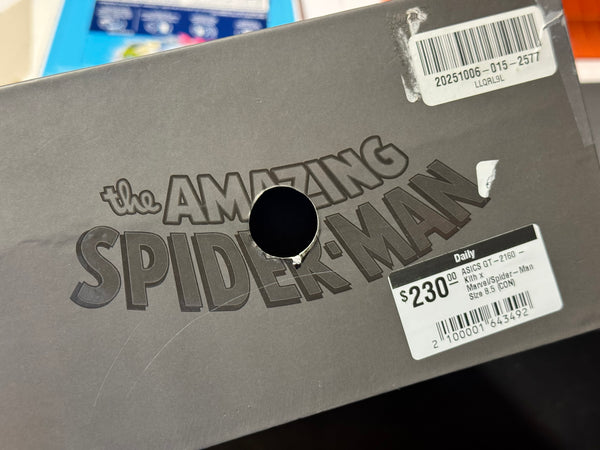 20251006-015-2577
LLQRL9L
the AMAZING
SPIDER-MAN
Daily
$230.00
ASICS GT-2160 -
Kith x
Marvel/Spider-Man
Size 8.5 (CON)
2 100001 643492